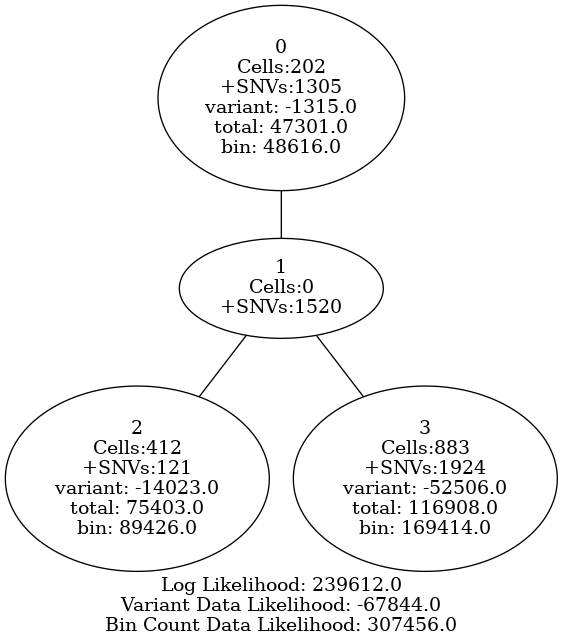 0
Cells:202
+SNVs:1305
variant: -1315.0
total: 47301.0
bin: 48616.0
1
Cells:0
+SNVs:1520
2
Cells:412
+SNVs:121
variant: -14023.0
total: 75403.0
bin: 89426.0
3
Cells:883
+SNVs:1924
variant: -52506.0
total: 116908.0
bin: 169414.0
Log Likelihood: 239612.0
Variant Data Likelihood: -67844.0
Bin Count Data Likelihood: 307456.0